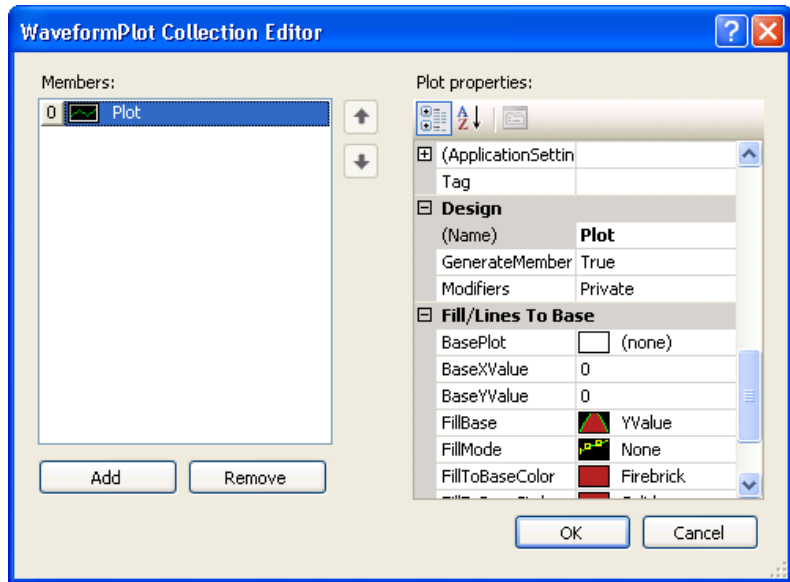 WaveformPlot Collection Editor
Members:
0 Plot
Add
Remove
Plot properties:
(ApplicationSettin
Tag
Design
(Name) Plot
GenerateMember True
Modifiers Private
Fill/Lines To Base
BasePlot (none)
BaseXValue 0
BaseYValue 0
FillBase YValue
FillMode None
FillToBaseColor Firebrick
OK
Cancel